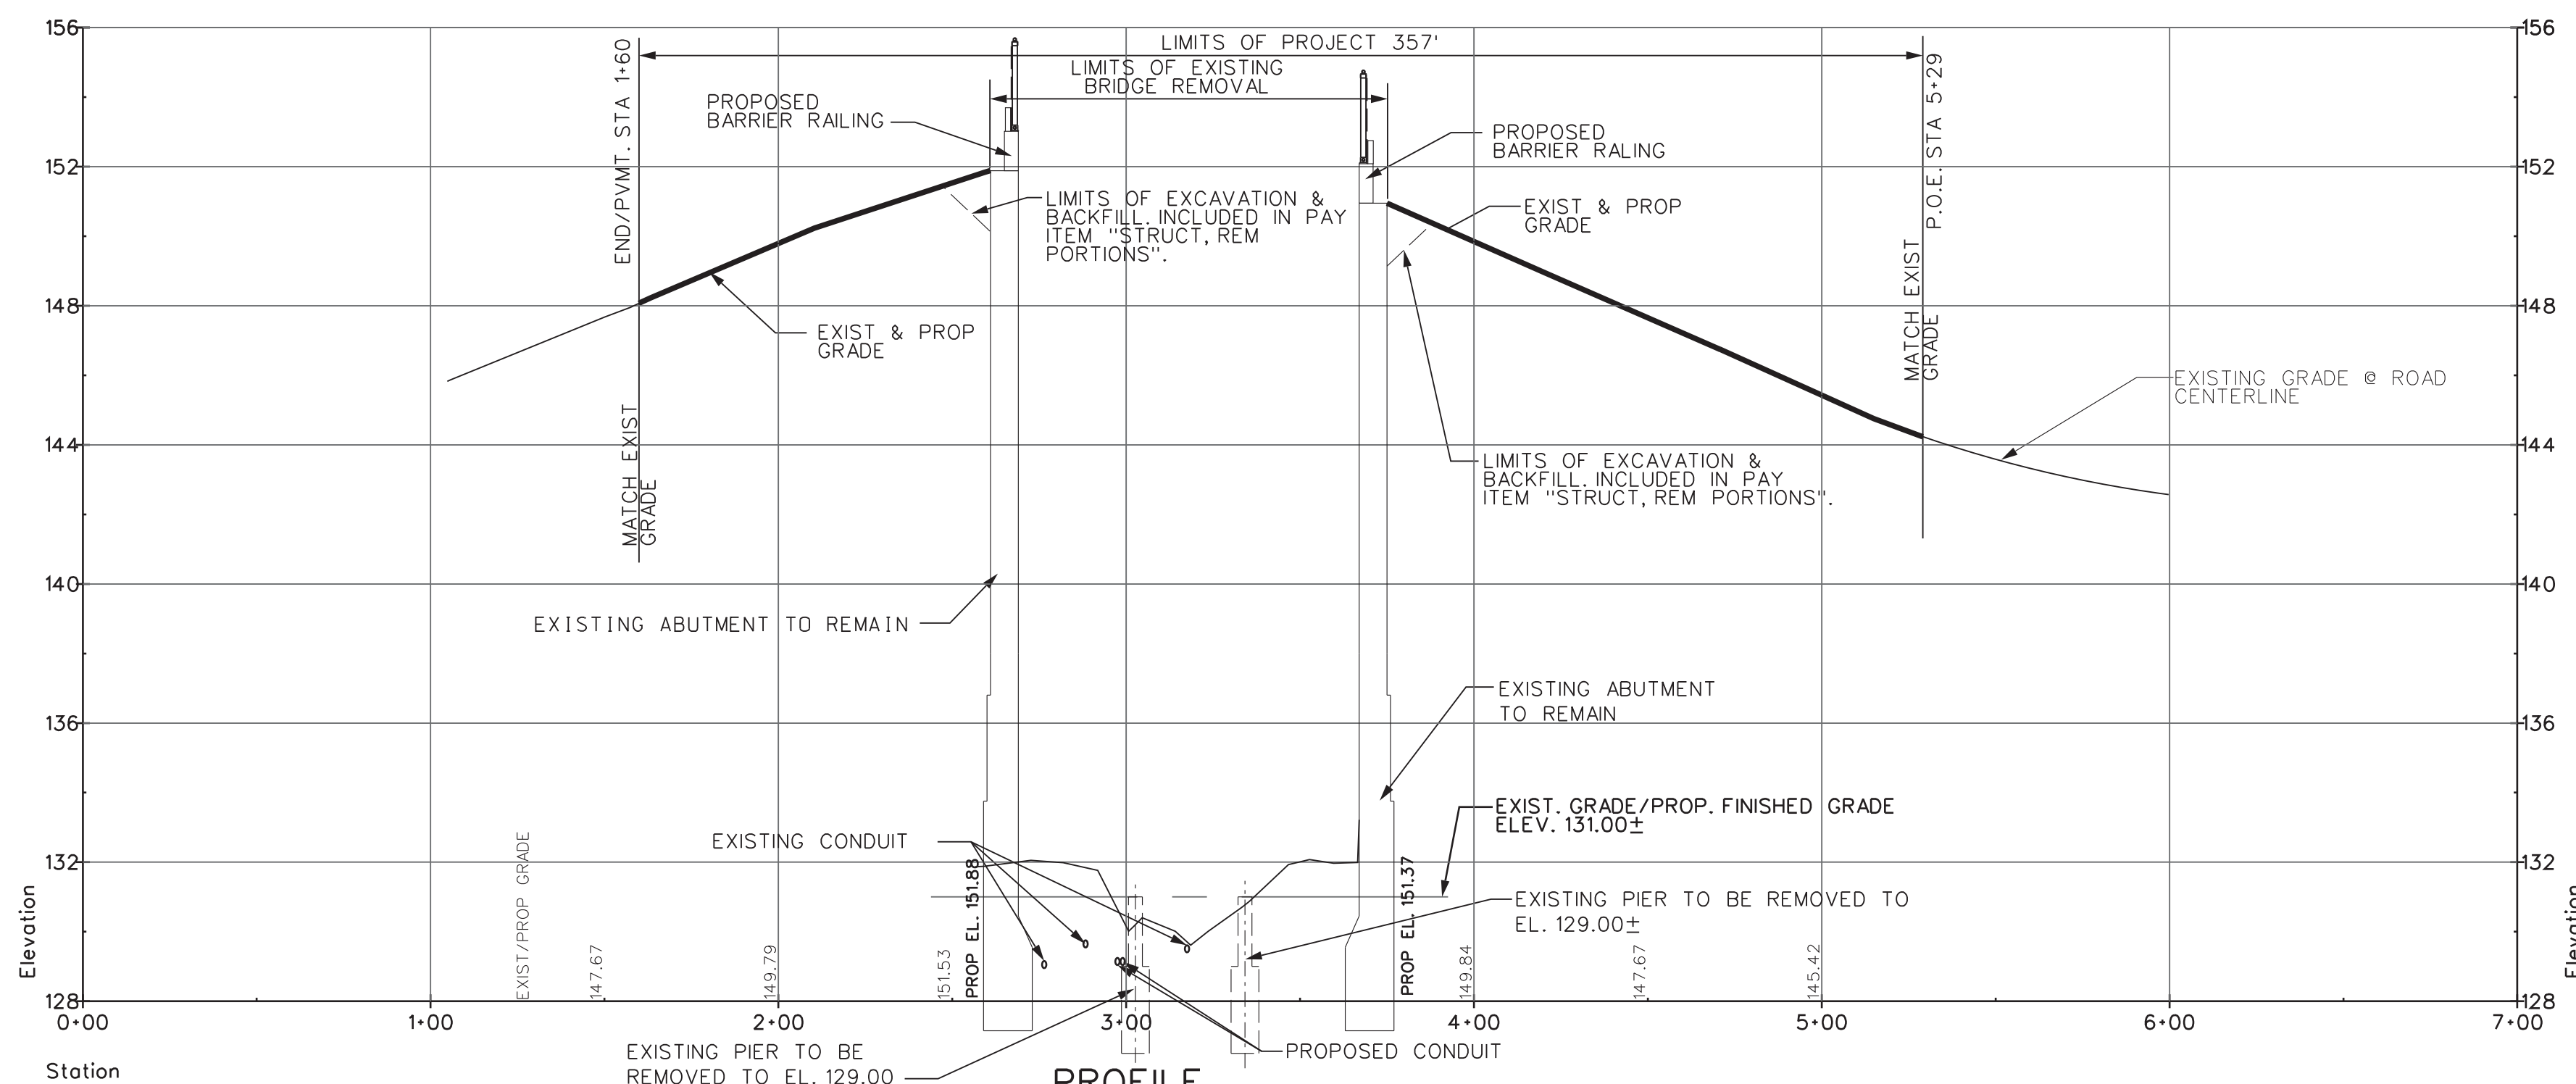 156
156
LIMITS OF PROJECT 357'
LIMITS OF EXISTING
BRIDGE REMOVAL
END/PVMT. STA 1+60
P.O.E. STA 5+29
PROPOSED
BARRIER RAILING
PROPOSED
BARRIER RALING
152
152
LIMITS OF EXCAVATION &
BACKFILL. INCLUDED IN PAY
ITEM "STRUCT, REM
PORTIONS".
EXIST & PROP
GRADE
148
148
EXIST & PROP
GRADE
MATCH EXIST
GRADE
EXISTING GRADE @ ROAD
CENTERLINE
144
144
MATCH EXIST
GRADE
LIMITS OF EXCAVATION &
BACKFILL. INCLUDED IN PAY
ITEM "STRUCT, REM PORTIONS".
140
140
EXISTING ABUTMENT TO REMAIN
EXISTING ABUTMENT
TO REMAIN
136
136
EXIST. GRADE/PROP. FINISHED GRADE
ELEV. 131.00±
EXISTING CONDUIT
132
132
EXISTING PIER TO BE REMOVED TO
EL. 129.00±
Elevation
EXIST/PROP GRADE
147.67
149.79
151.53
PROP EL. 151.88
PROP EL. 151.37
149.84
147.67
145.42
128
128
0+00
1+00
2+00
3+00
4+00
5+00
6+00
7+00
EXISTING PIER TO BE
REMOVED TO EL. 129.00
PROPOSED CONDUIT
Station
PROFILE